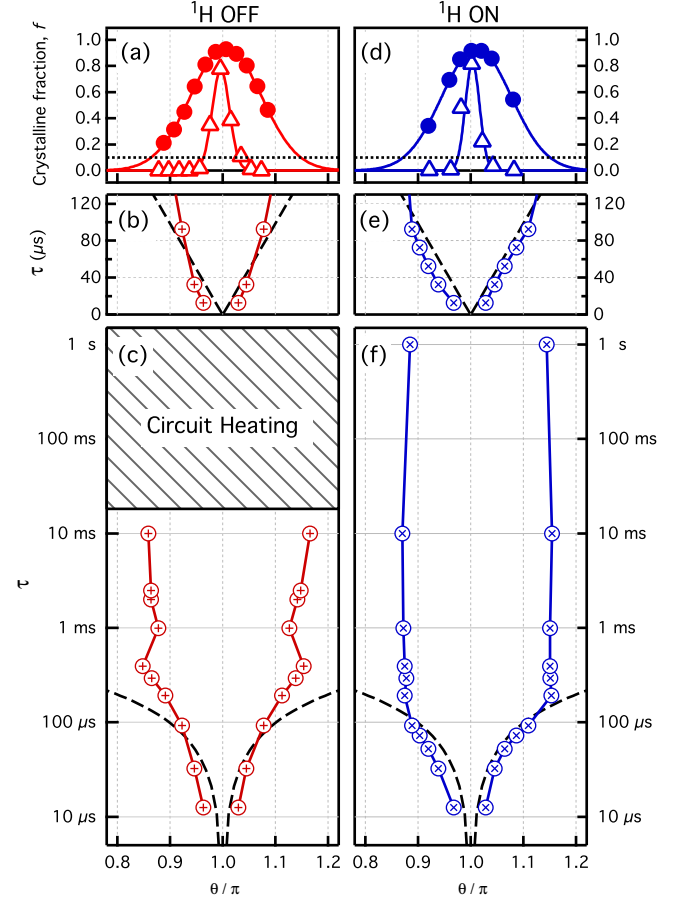 ¹H OFF
¹H ON
Crystalline fraction, f
1.0
0.8
0.6
0.4
0.2
0.0
(a)
(d)
1.0
0.8
0.6
0.4
0.2
0.0
τ (μs)
120
80
40
0
(b)
(e)
120
80
40
0
τ
1 s
100 ms
10 ms
1 ms
100 μs
10 μs
(c)
Circuit Heating
(f)
1 s
100 ms
10 ms
1 ms
100 μs
10 μs
0.8 0.9 1.0 1.1 1.2
0.8 0.9 1.0 1.1 1.2
θ / π
θ / π